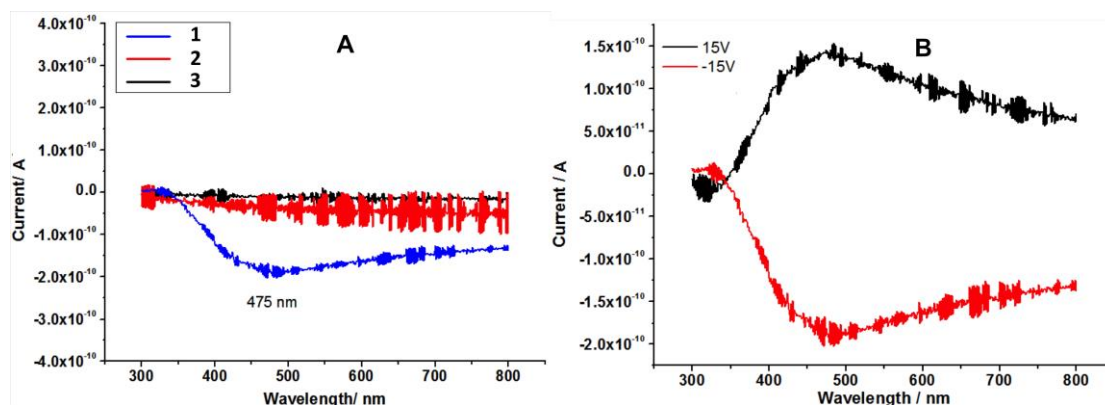 A
1
2
3
4.0x10⁻¹⁰
3.0x10⁻¹⁰
2.0x10⁻¹⁰
1.0x10⁻¹⁰
0.0
-1.0x10⁻¹⁰
-2.0x10⁻¹⁰
-3.0x10⁻¹⁰
-4.0x10⁻¹⁰
Current/ A
475 nm
300 400 500 600 700 800
Wavelength/ nm
B
15V
-15V
1.5x10⁻¹⁰
1.0x10⁻¹⁰
5.0x10⁻¹¹
0.0
-5.0x10⁻¹¹
-1.0x10⁻¹⁰
-1.5x10⁻¹⁰
-2.0x10⁻¹⁰
Current / A
300 400 500 600 700 800
Wavelength / nm